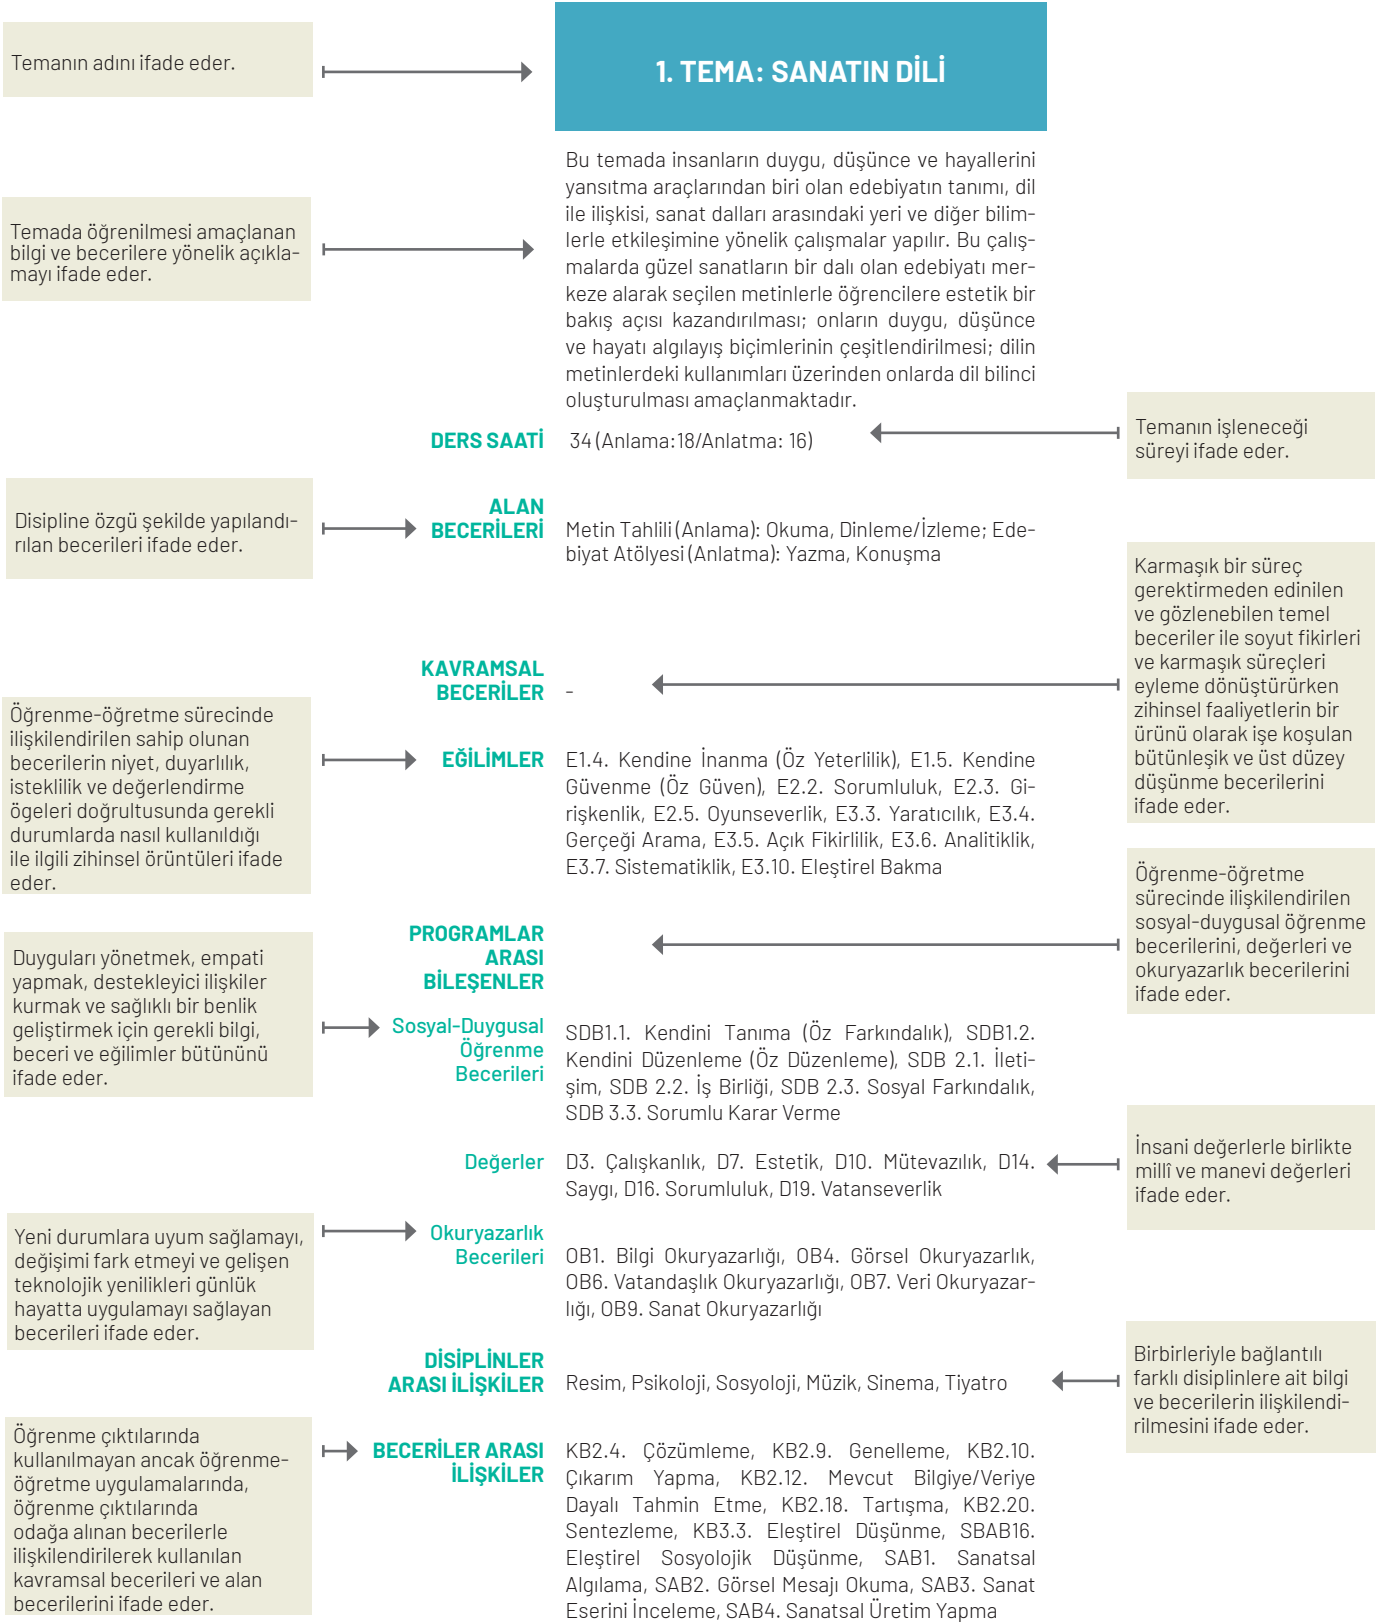 Temanın adını ifade eder.
1. TEMA: SANATIN DİLİ
Temada öğrenilmesi amaçlanan
bilgi ve becerilere yönelik açıkla-
mayı ifade eder.
Bu temada insanların duygu, düşünce ve hayallerini
yansıtma araçlarından biri olan edebiyatın tanımı, dil
ile ilişkisi, sanat dalları arasındaki yeri ve diğer bilim-
lerle etkileşimine yönelik çalışmalar yapılır. Bu çalış-
malarda güzel sanatların bir dalı olan edebiyatı mer-
keze alarak seçilen metinlerle öğrencilere estetik bir
bakış açısı kazandırılması; onların duygu, düşünce
ve hayatı algılayış biçimlerinin çeşitlendirilmesi; dilin
metinlerdeki kullanımları üzerinden onlarda dil bilinci
oluşturulması amaçlanmaktadır.
DERS SAATİ
34 (Anlama:18/Anlatma: 16)
Temanın işleneceği
süreyi ifade eder.
Disipline özgü şekilde yapılandı-
rılan becerileri ifade eder.
ALAN
BECERİLERİ
Metin Tahlili (Anlama): Okuma, Dinleme/İzleme; Ede-
biyat Atölyesi (Anlatma): Yazma, Konuşma
KAVRAMSAL
BECERİLER
-
Karmaşık bir süreç
gerektirmeden edinilen
ve gözlenebilen temel
beceriler ile soyut fikirleri
ve karmaşık süreçleri
eyleme dönüştürürken
zihinsel faaliyetlerin bir
ürünü olarak işe koşulan
bütünleşik ve üst düzey
düşünme becerilerini
ifade eder.
Öğrenme-öğretme sürecinde
ilişkilendirilen sahip olunan
becerilerin niyet, duyarlılık,
isteklilik ve değerlendirme
ögeleri doğrultusunda gerekli
durumlarda nasıl kullanıldığı
ile ilgili zihinsel örüntüleri ifade
eder.
EĞİLİMLER
E1.4. Kendine İnanma (Öz Yeterlilik), E1.5. Kendine
Güvenme (Öz Güven), E2.2. Sorumluluk, E2.3. Gi-
rişkenlik, E2.5. Oyunseverlik, E3.3. Yaratıcılık, E3.4.
Gerçeği Arama, E3.5. Açık Fikirlilik, E3.6. Analitiklik,
E3.7. Sistematiklik, E3.10. Eleştirel Bakma
PROGRAMLAR
ARASI
BİLEŞENLER
Öğrenme-öğretme
sürecinde ilişkilendirilen
sosyal-duygusal öğrenme
becerilerini, değerleri ve
okuryazarlık becerilerini
ifade eder.
Duyguları yönetmek, empati
yapmak, destekleyici ilişkiler
kurmak ve sağlıklı bir benlik
geliştirmek için gerekli bilgi,
beceri ve eğilimler bütününü
ifade eder.
Sosyal-Duygusal
Öğrenme
Becerileri
SDB1.1. Kendini Tanıma (Öz Farkındalık), SDB1.2.
Kendini Düzenleme (Öz Düzenleme), SDB 2.1. İleti-
şim, SDB 2.2. İş Birliği, SDB 2.3. Sosyal Farkındalık,
SDB 3.3. Sorumlu Karar Verme
Değerler
D3. Çalışkanlık, D7. Estetik, D10. Mütevazılık, D14.
Saygı, D16. Sorumluluk, D19. Vatanseverlik
İnsani değerlerle birlikte
millî ve manevi değerleri
ifade eder.
Yeni durumlara uyum sağlamayı,
değişimi fark etmeyi ve gelişen
teknolojik yenilikleri günlük
hayatta uygulamayı sağlayan
becerileri ifade eder.
Okuryazarlık
Becerileri
OB1. Bilgi Okuryazarlığı, OB4. Görsel Okuryazarlık,
OB6. Vatandaşlık Okuryazarlığı, OB7. Veri Okuryazar-
lığı, OB9. Sanat Okuryazarlığı
DİSİPLİNLER
ARASI İLİŞKİLER
Resim, Psikoloji, Sosyoloji, Müzik, Sinema, Tiyatro
Birbirleriyle bağlantılı
farklı disiplinlere ait bilgi
ve becerilerin ilişkilendi-
rilmesini ifade eder.
Öğrenme çıktılarında
kullanılmayan ancak öğrenme-
öğretme uygulamalarında,
öğrenme çıktılarında
odağa alınan becerilerle
ilişkilendirilerek kullanılan
kavramsal becerileri ve alan
becerilerini ifade eder.
BECERİLER ARASI
İLİŞKİLER
KB2.4. Çözümleme, KB2.9. Genelleme, KB2.10.
Çıkarım Yapma, KB2.12. Mevcut Bilgiye/Veriye
Dayalı Tahmin Etme, KB2.18. Tartışma, KB2.20.
Sentezleme, KB3.3. Eleştirel Düşünme, SBAB16.
Eleştirel Sosyolojik Düşünme, SAB1. Sanatsal
Algılama, SAB2. Görsel Mesajı Okuma, SAB3. Sanat
Eserini İnceleme, SAB4. Sanatsal Üretim Yapma